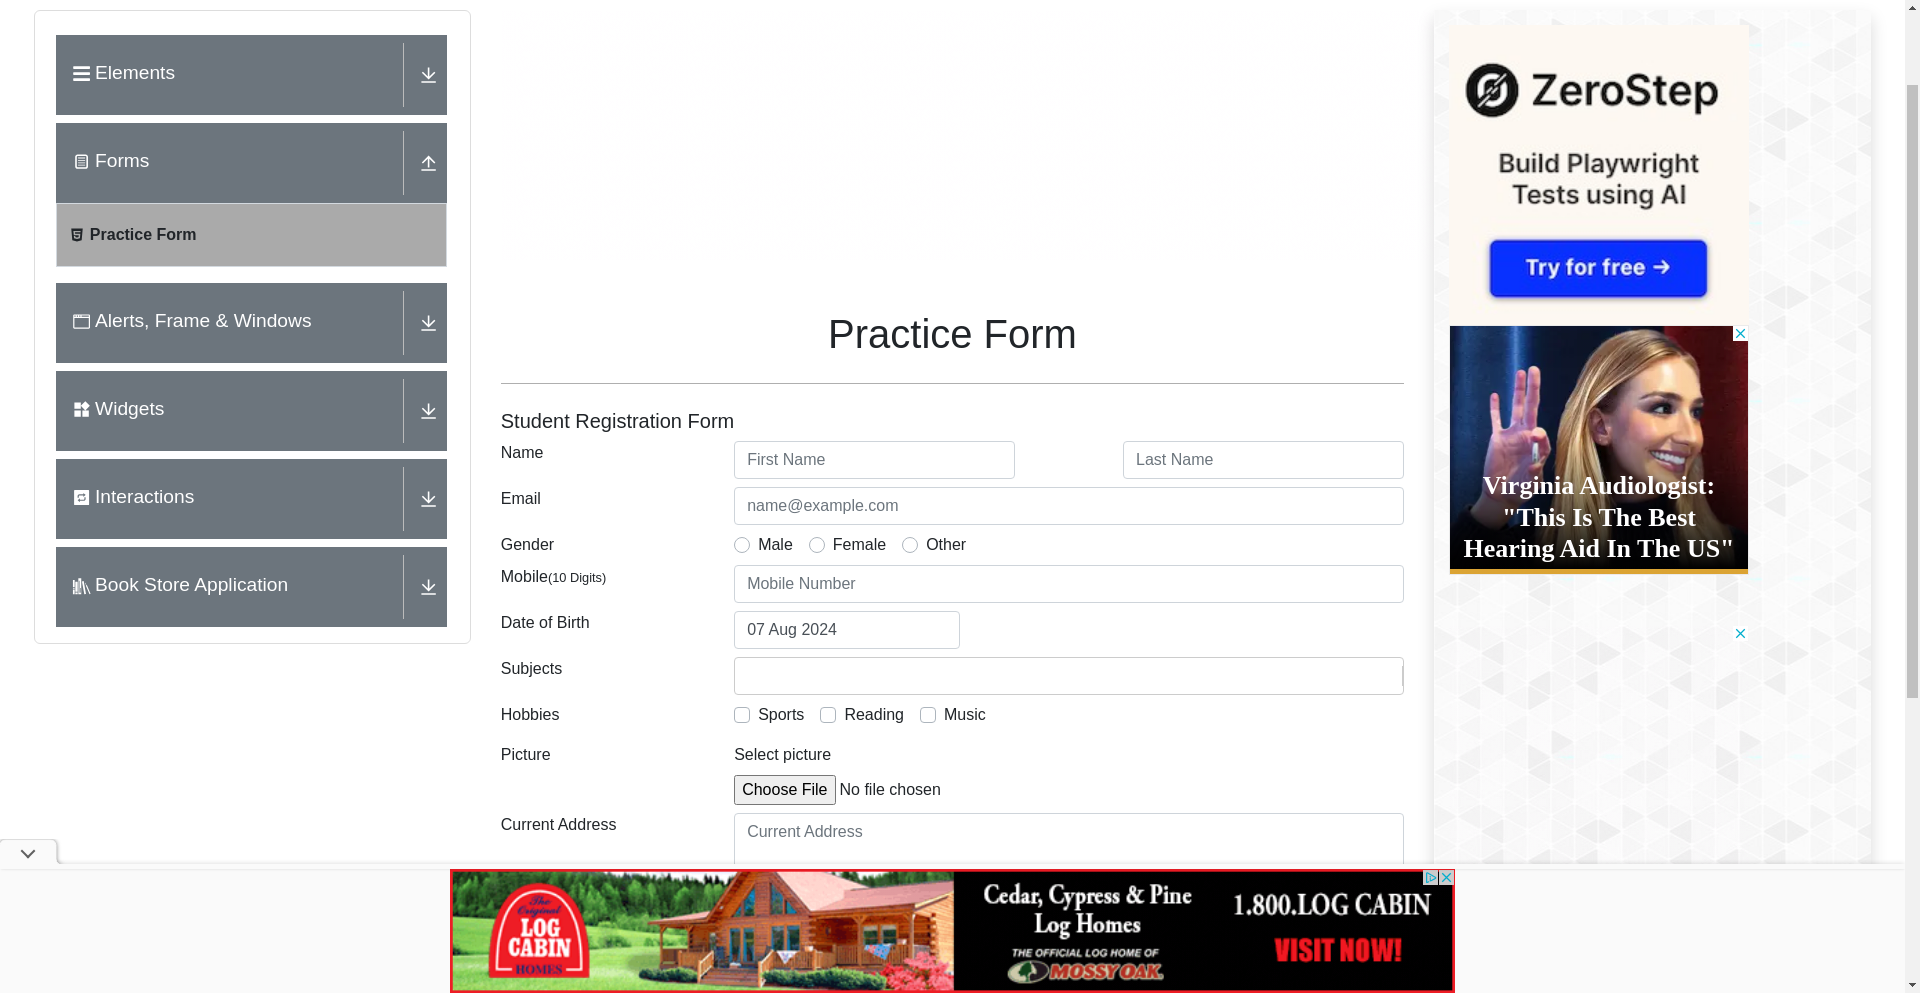 Elements
Forms
Practice Form
Alerts, Frame & Windows
Widgets
Interactions
Book Store Application
Practice Form
Student Registration Form
Name
First Name
Last Name
Email
name@example.com
Gender
Male Female Other
Mobile(10 Digits)
Mobile Number
Date of Birth
07 Aug 2024
Subjects
Hobbies
Sports Reading Music
Picture
Select picture
Choose File No file chosen
Current Address
Current Address
ZeroStep
Build Playwright
Tests using AI
Try for free →
Virginia Audiologist:
"This Is The Best
Hearing Aid In The US"
The Original
LOG
CABIN
HOMES
Cedar, Cypress & Pine
Log Homes
THE OFFICIAL LOG HOME OF
MOSSY OAK
1.800.LOG CABIN
VISIT NOW!